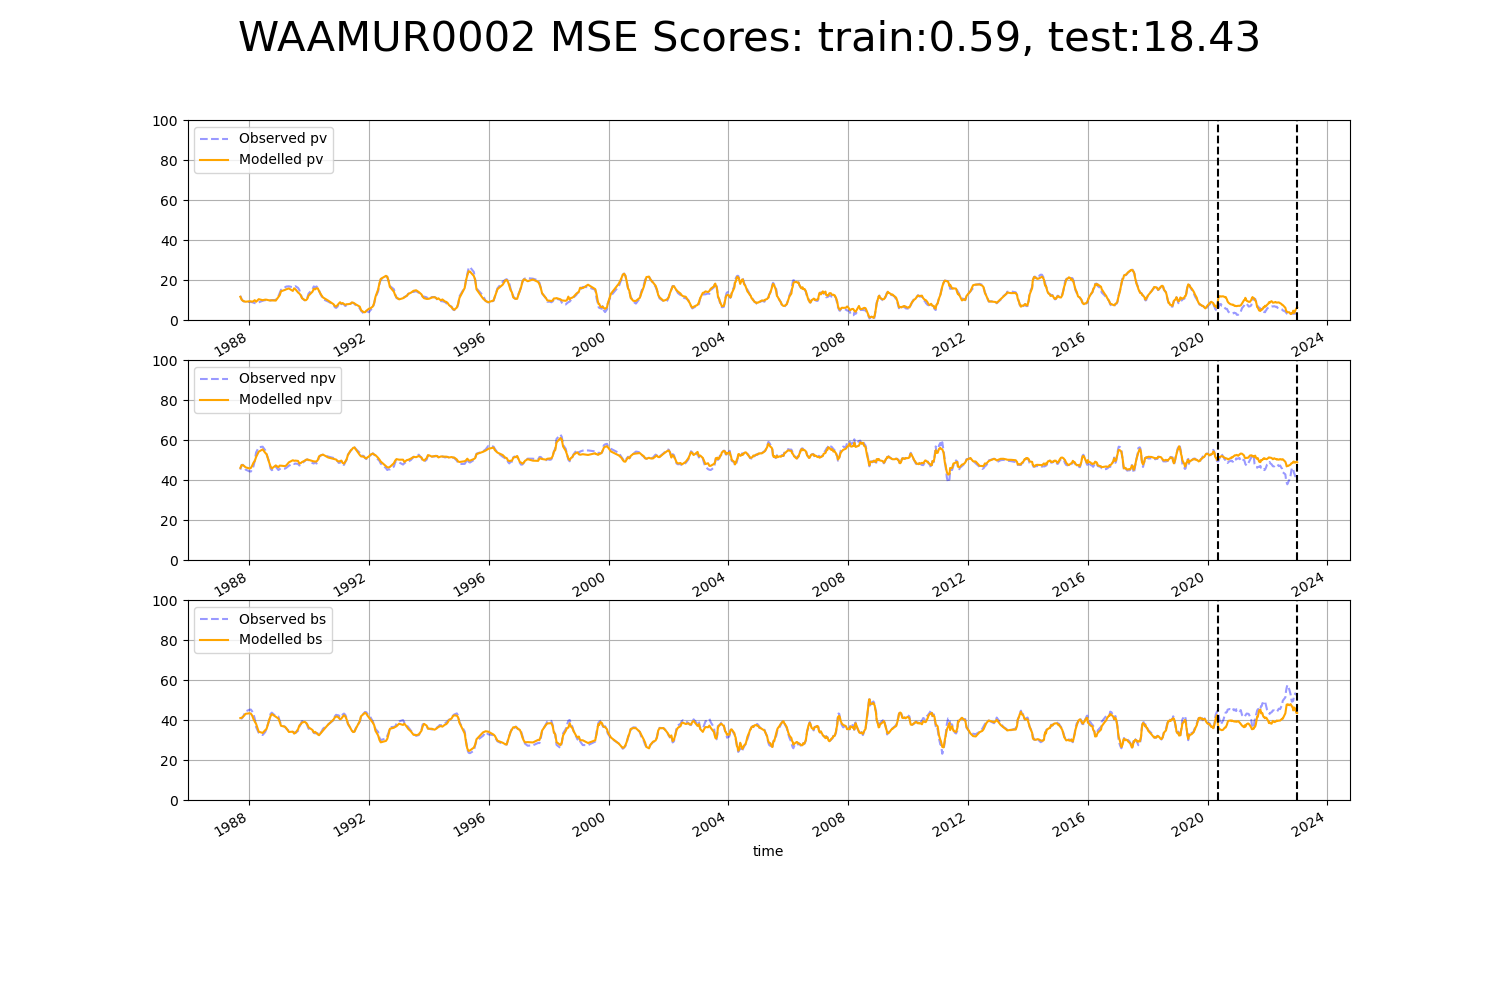 WAAMUR0002 MSE Scores: train:0.59, test:18.43
100
80
60
40
20
0
Observed pv
Modelled pv
1988 1992 1996 2000 2004 2008 2012 2016 2020 2024
100
80
60
40
20
0
Observed npv
Modelled npv
1988 1992 1996 2000 2004 2008 2012 2016 2020 2024
100
80
60
40
20
0
Observed bs
Modelled bs
1988 1992 1996 2000 2004 2008 2012 2016 2020 2024
time